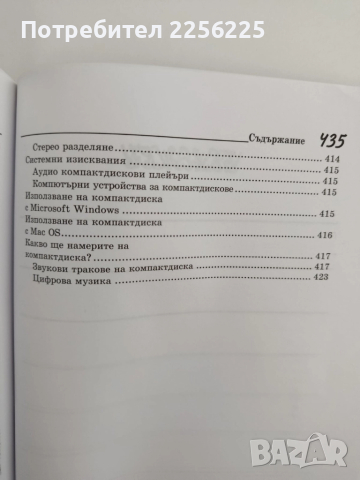 Потребител 2256225
Съдържание 435
Стерео разделяне 414
Системни изисквания 415
Аудио компактдискови плейъри 415
Компютърни устройства за компактдискове 415
Използване на компактдиска
с Microsoft Windows 415
Използване на компактдиска
с Mac OS 416
Какво ще намерите на
компактдиска? 417
Звукови тракове на компактдиска 417
Цифрова музика 423
BAZAR